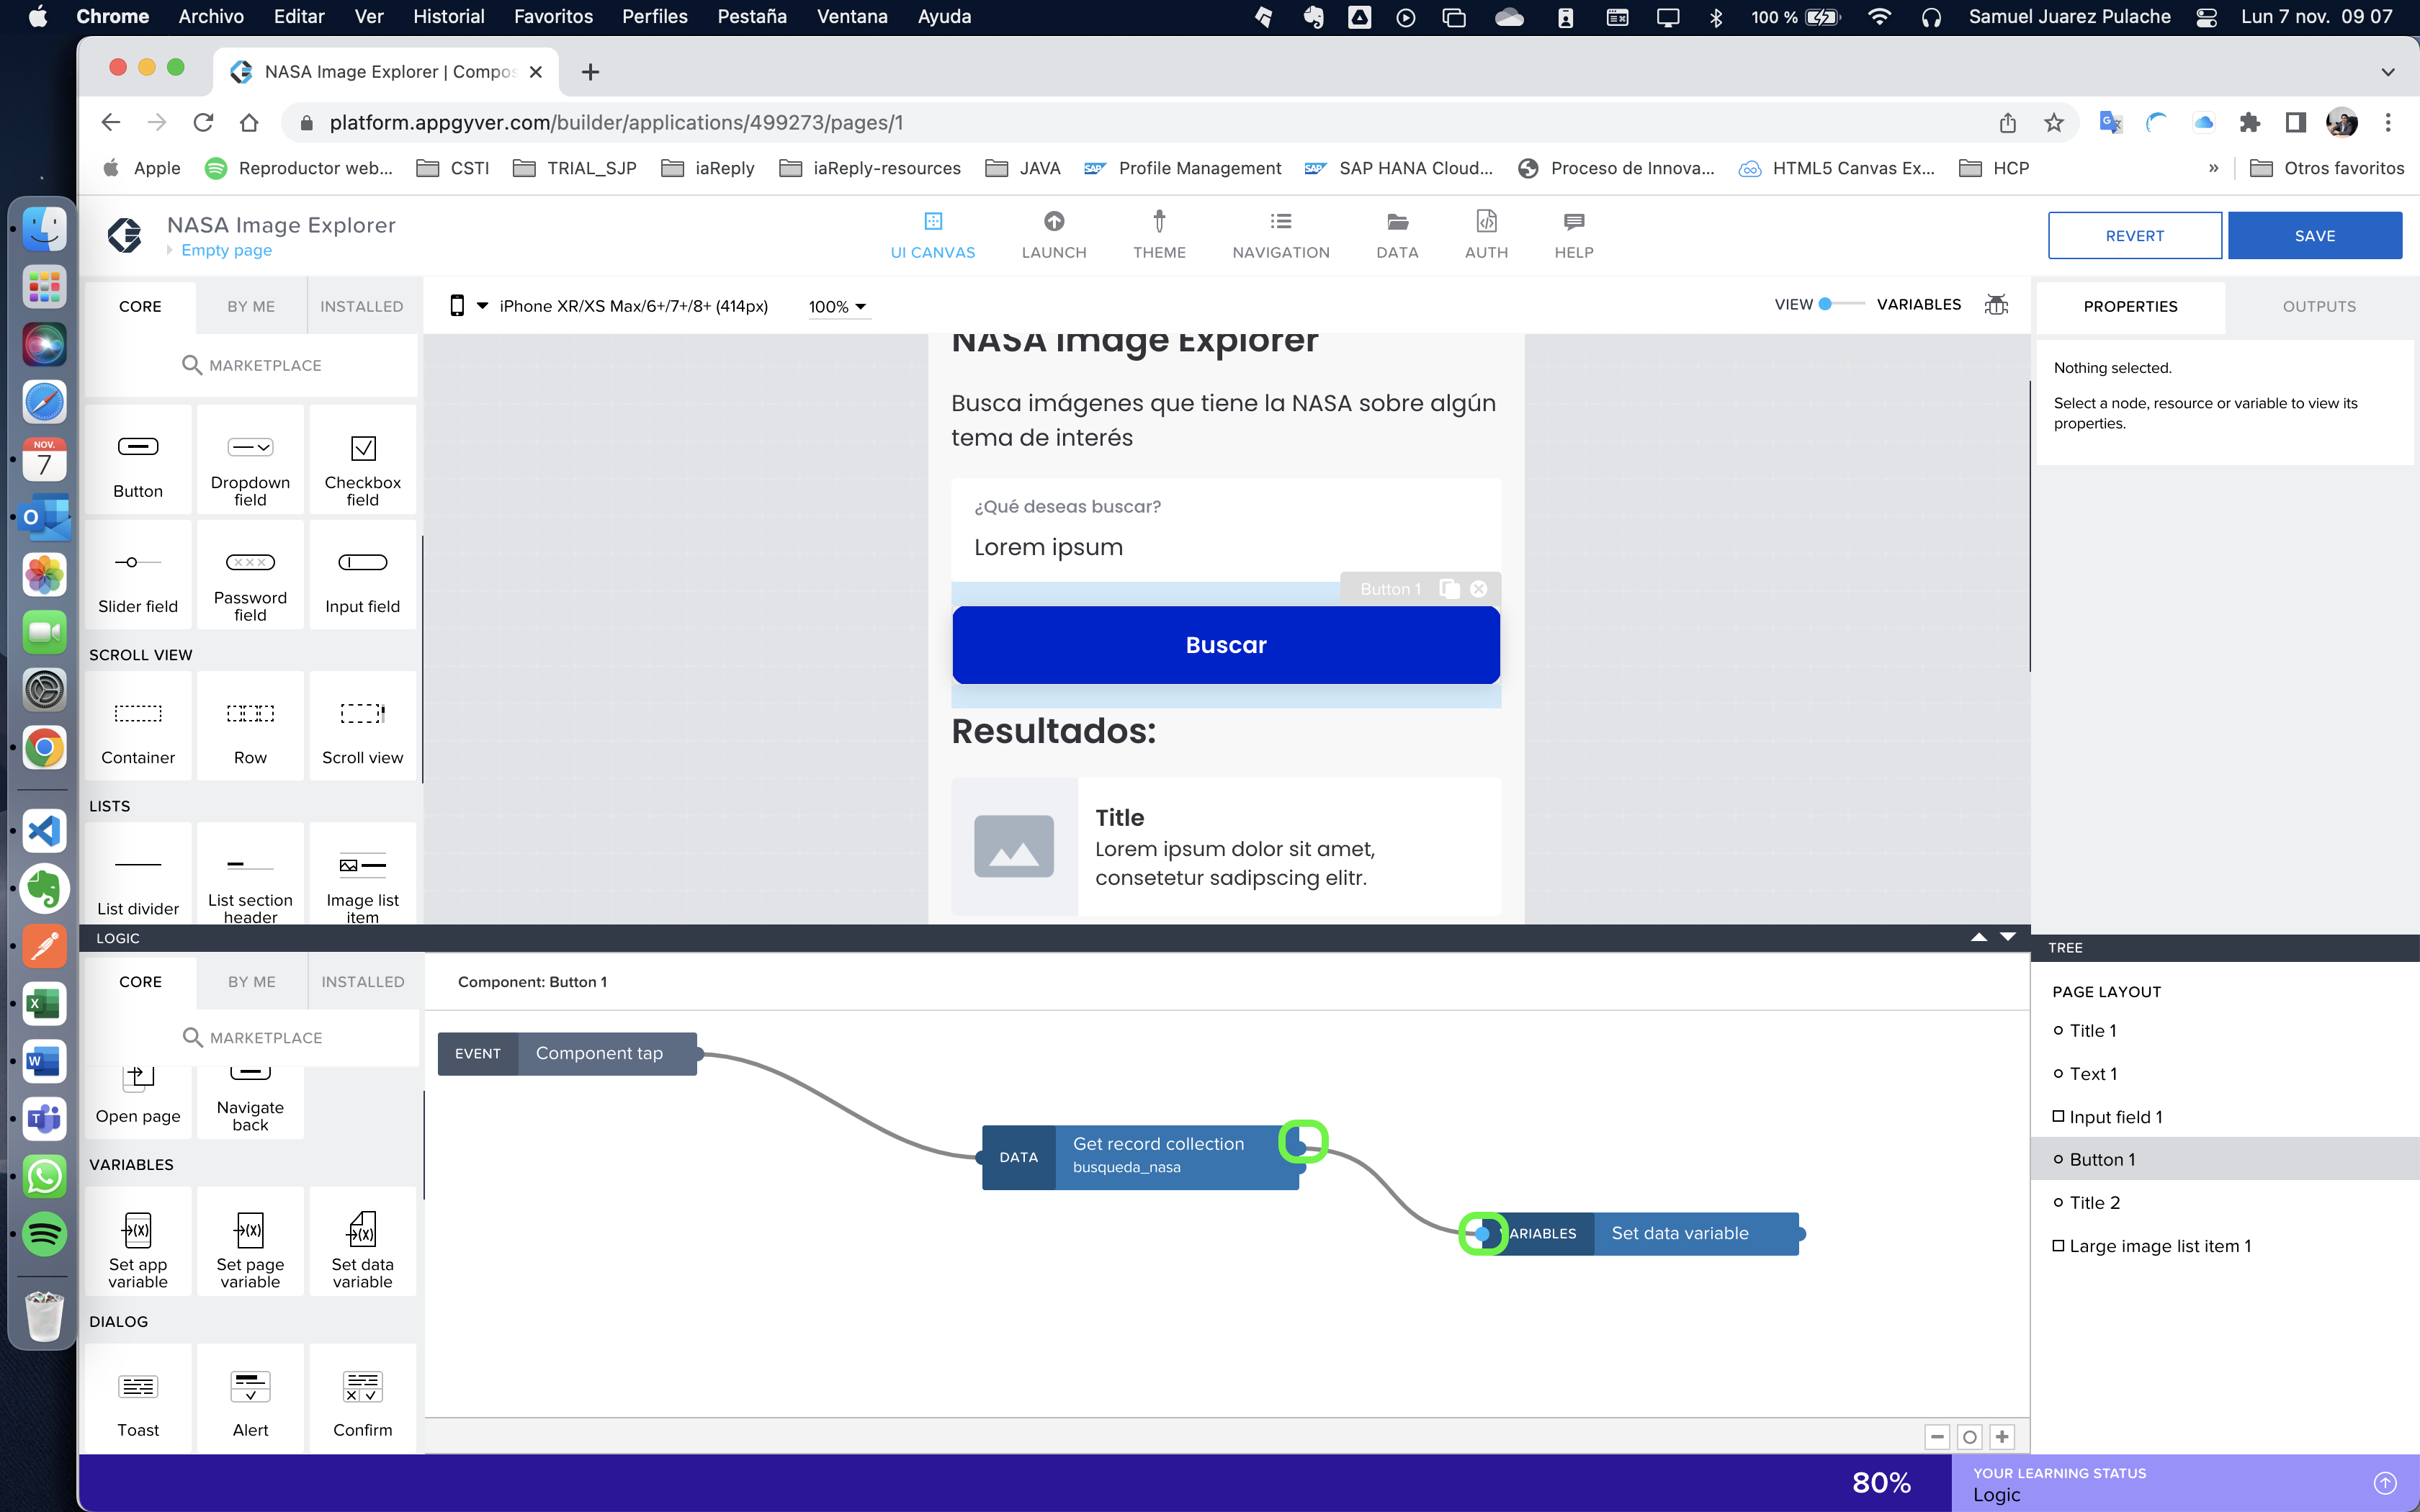 Chrome Archivo Editar Ver Historial Favoritos Perfiles Pestaña Ventana Ayuda 100 % Samuel Juarez Pulache Lun 7 nov. 09 07
NASA Image Explorer | Compos
platform.appgyver.com/builder/applications/499273/pages/1
Apple Reproductor web... CSTI TRIAL_SJP iaReply iaReply-resources JAVA SAP Profile Management SAP SAP HANA Cloud... Proceso de Innova... HTML5 Canvas Ex... HCP » Otros favoritos
NASA Image Explorer
Empty page
UI CANVAS LAUNCH THEME NAVIGATION DATA AUTH HELP
REVERT SAVE
CORE BY ME INSTALLED
MARKETPLACE
iPhone XR/XS Max/6+/7+/8+ (414px) 100%
VIEW VARIABLES
PROPERTIES OUTPUTS
Nothing selected.
Select a node, resource or variable to view its
properties.
NOV.
7
Button
Dropdown
field
Checkbox
field
Slider field
Password
field
Input field
SCROLL VIEW
Container
Row
Scroll view
LISTS
List divider
List section
header
Image list
item
NASA Image Explorer
Busca imágenes que tiene la NASA sobre algún
tema de interés
¿Qué deseas buscar?
Lorem ipsum
Button 1
Buscar
Resultados:
Title
Lorem ipsum dolor sit amet,
consetetur sadipscing elitr.
LOGIC
CORE BY ME INSTALLED
MARKETPLACE
Open page
Navigate
back
VARIABLES
Set app
variable
Set page
variable
Set data
variable
DIALOG
Toast
Alert
Confirm
Component: Button 1
EVENT Component tap
DATA Get record collection
busqueda_nasa
ARIABLES Set data variable
TREE
PAGE LAYOUT
Title 1
Text 1
Input field 1
Button 1
Title 2
Large image list item 1
80%
YOUR LEARNING STATUS
Logic